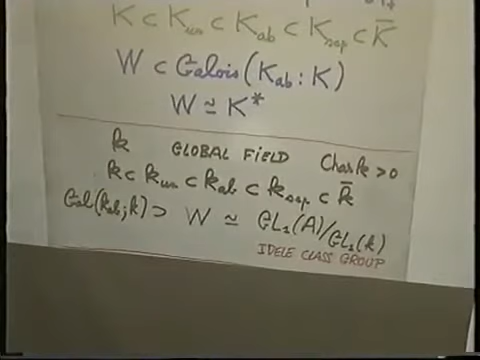 K ⊂ K_un ⊂ K_ab ⊂ K_sep ⊂ K̄
W ⊂ Galois(K_ab : K)
W ≃ K*
k GLOBAL FIELD Char k > 0
k ⊂ k_un ⊂ k_ab ⊂ k_sep ⊂ k̄
Gal(k_ab : k) ⊃ W ≃ GL₁(A)/GL₁(k)
IDELE CLASS GROUP